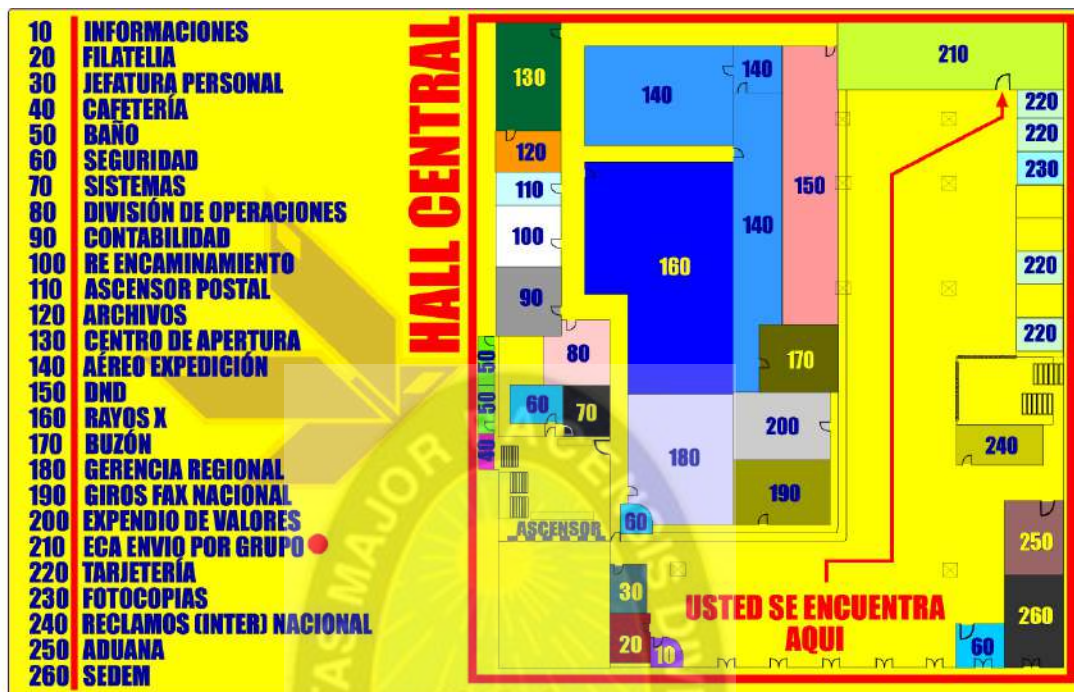 10 INFORMACIONES
20 FILATELIA
30 JEFATURA PERSONAL
40 CAFETERÍA
50 BAÑO
60 SEGURIDAD
70 SISTEMAS
80 DIVISIÓN DE OPERACIONES
90 CONTABILIDAD
100 RE ENCAMINAMIENTO
110 ASCENSOR POSTAL
120 ARCHIVOS
130 CENTRO DE APERTURA
140 AÉREO EXPEDICIÓN
150 DND
160 RAYOS X
170 BUZÓN
180 GERENCIA REGIONAL
190 GIROS FAX NACIONAL
200 EXPENDIO DE VALORES
210 ECA ENVIO POR GRUPO
220 TARJETERÍA
230 FOTOCOPIAS
240 RECLAMOS (INTER) NACIONAL
250 ADUANA
260 SEDEM
HALL CENTRAL
130
120
110
100
90
80
60
70
50
50
40
ASCENSOR
140
140
140
150
160
170
180
200
190
60
30
20
10
210
220
220
230
220
220
240
250
260
60
USTED SE ENCUENTRA
AQUI